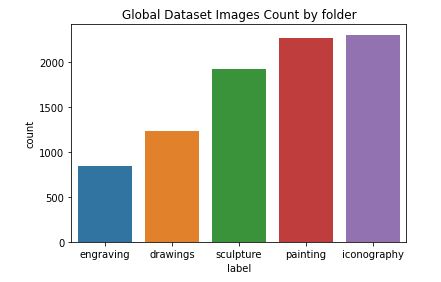 Global Dataset Images Count by folder
2000
1500
1000
500
0
count
engraving drawings sculpture painting iconography
label